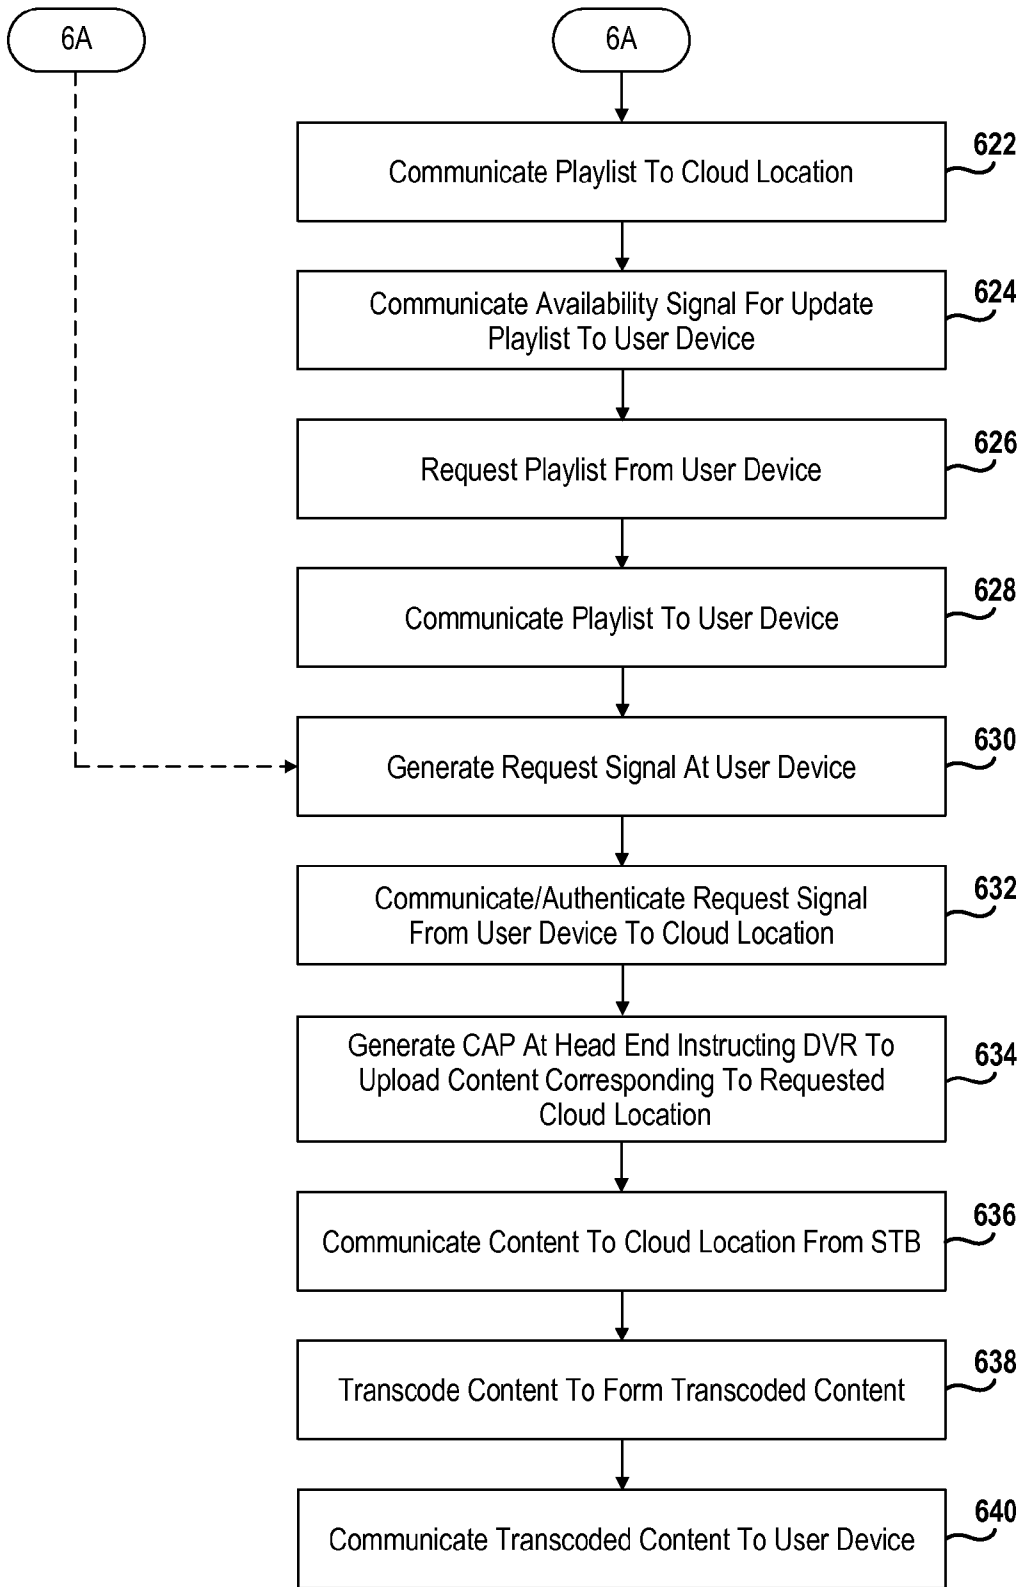 6A
6A
Communicate Playlist To Cloud Location
622
Communicate Availability Signal For Update
Playlist To User Device
624
Request Playlist From User Device
626
Communicate Playlist To User Device
628
Generate Request Signal At User Device
630
Communicate/Authenticate Request Signal
From User Device To Cloud Location
632
Generate CAP At Head End Instructing DVR To
Upload Content Corresponding To Requested
Cloud Location
634
Communicate Content To Cloud Location From STB
636
Transcode Content To Form Transcoded Content
638
Communicate Transcoded Content To User Device
640